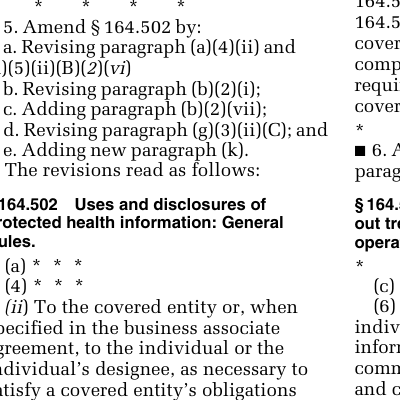 * * * *
5. Amend § 164.502 by:
a. Revising paragraph (a)(4)(ii) and
)(5)(ii)(B)(2)(vi)
b. Revising paragraph (b)(2)(i);
c. Adding paragraph (b)(2)(vii);
d. Revising paragraph (g)(3)(ii)(C); and
e. Adding new paragraph (k).
The revisions read as follows:
164.502 Uses and disclosures of
rotected health information: General
ules.
(a) * * *
(4) * * *
(ii) To the covered entity or, when
pecified in the business associate
greement, to the individual or the
ndividual's designee, as necessary to
atisfy a covered entity's obligations
164.5
164.5
cover
comp
requi
cover
*
■ 6. A
parag
§ 164.
out tre
opera
*
(c)
(6)
indiv
infor
comm
and c